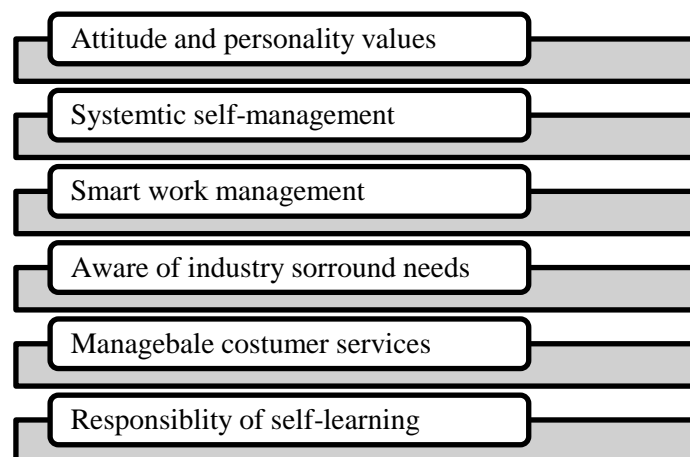 Attitude and personality values
Systemtic self-management
Smart work management
Aware of industry sorround needs
Managebale costumer services
Responsiblity of self-learning